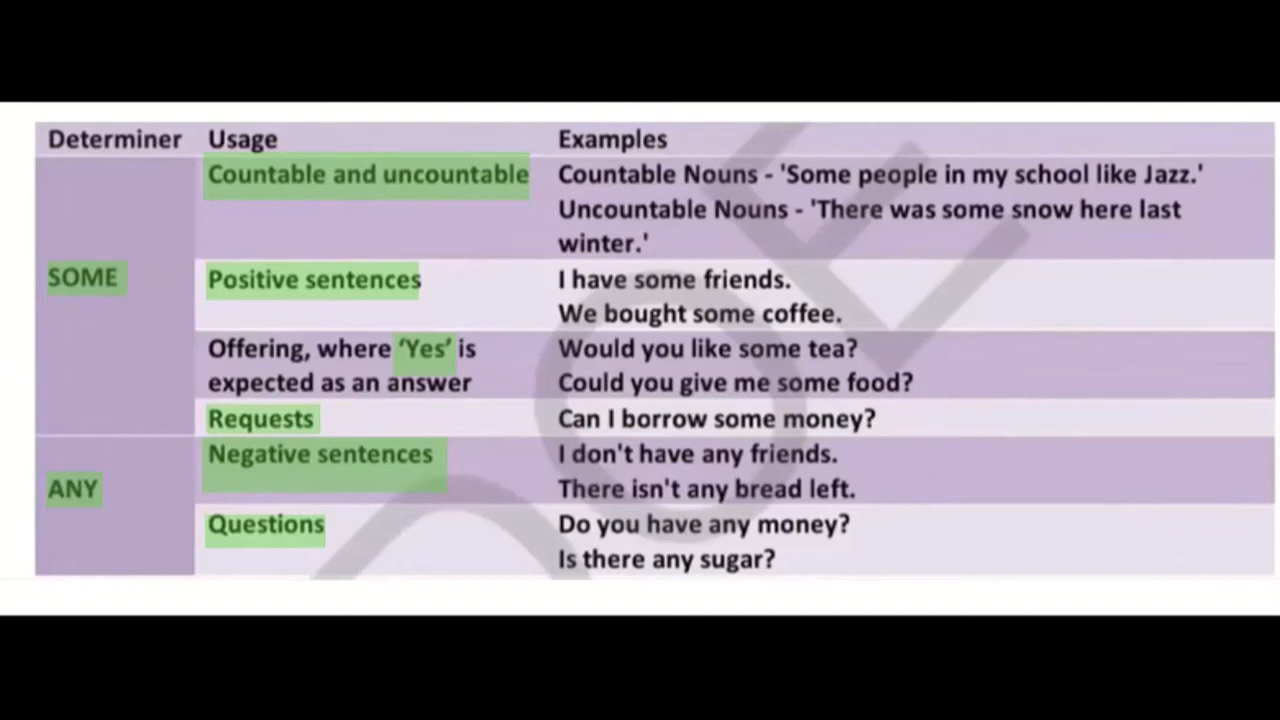 Determiner Usage Examples
Countable and uncountable Countable Nouns - 'Some people in my school like Jazz.'
Uncountable Nouns - 'There was some snow here last
winter.'
SOME Positive sentences I have some friends.
We bought some coffee.
Offering, where ‘Yes’ is Would you like some tea?
expected as an answer Could you give me some food?
Requests Can I borrow some money?
Negative sentences I don't have any friends.
ANY There isn't any bread left.
Questions Do you have any money?
Is there any sugar?